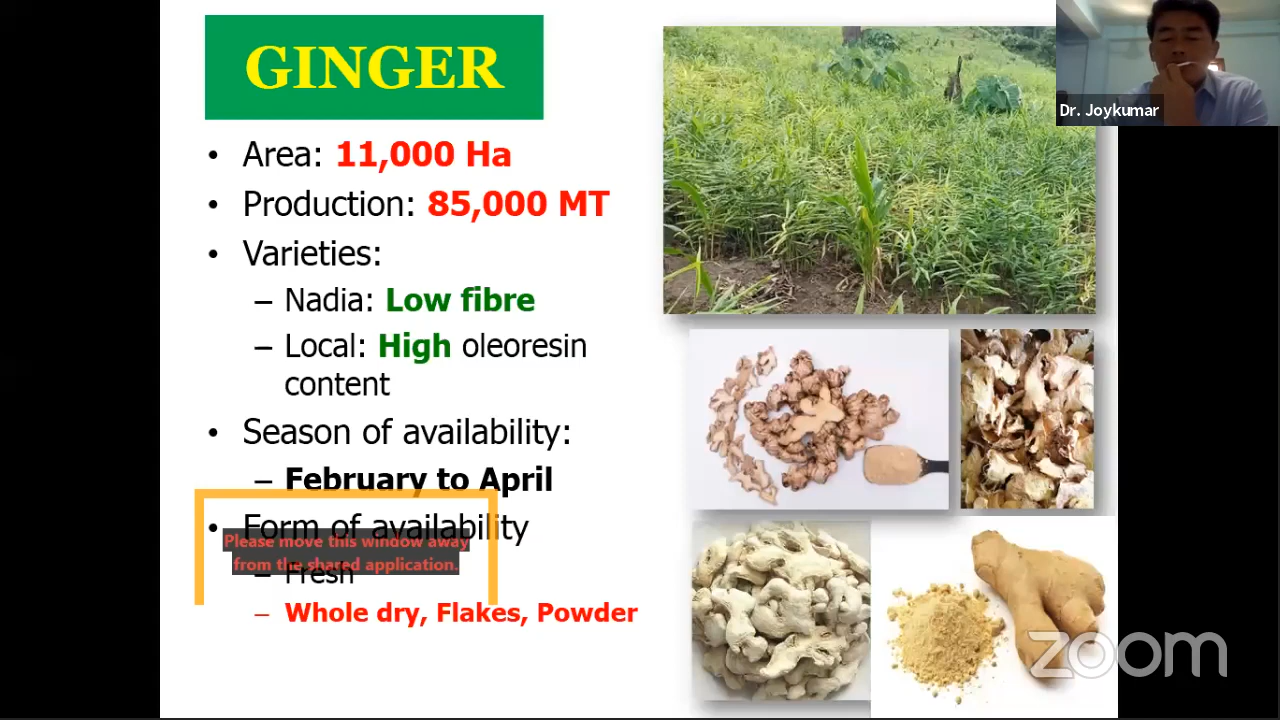 GINGER
Dr. Joykumar
• Area: 11,000 Ha
• Production: 85,000 MT
• Varieties:
– Nadia: Low fibre
– Local: High oleoresin
content
• Season of availability:
– February to April
• Form of availability
Please move this window away
from the shared application.
– Fresh
– Whole dry, Flakes, Powder
zoom